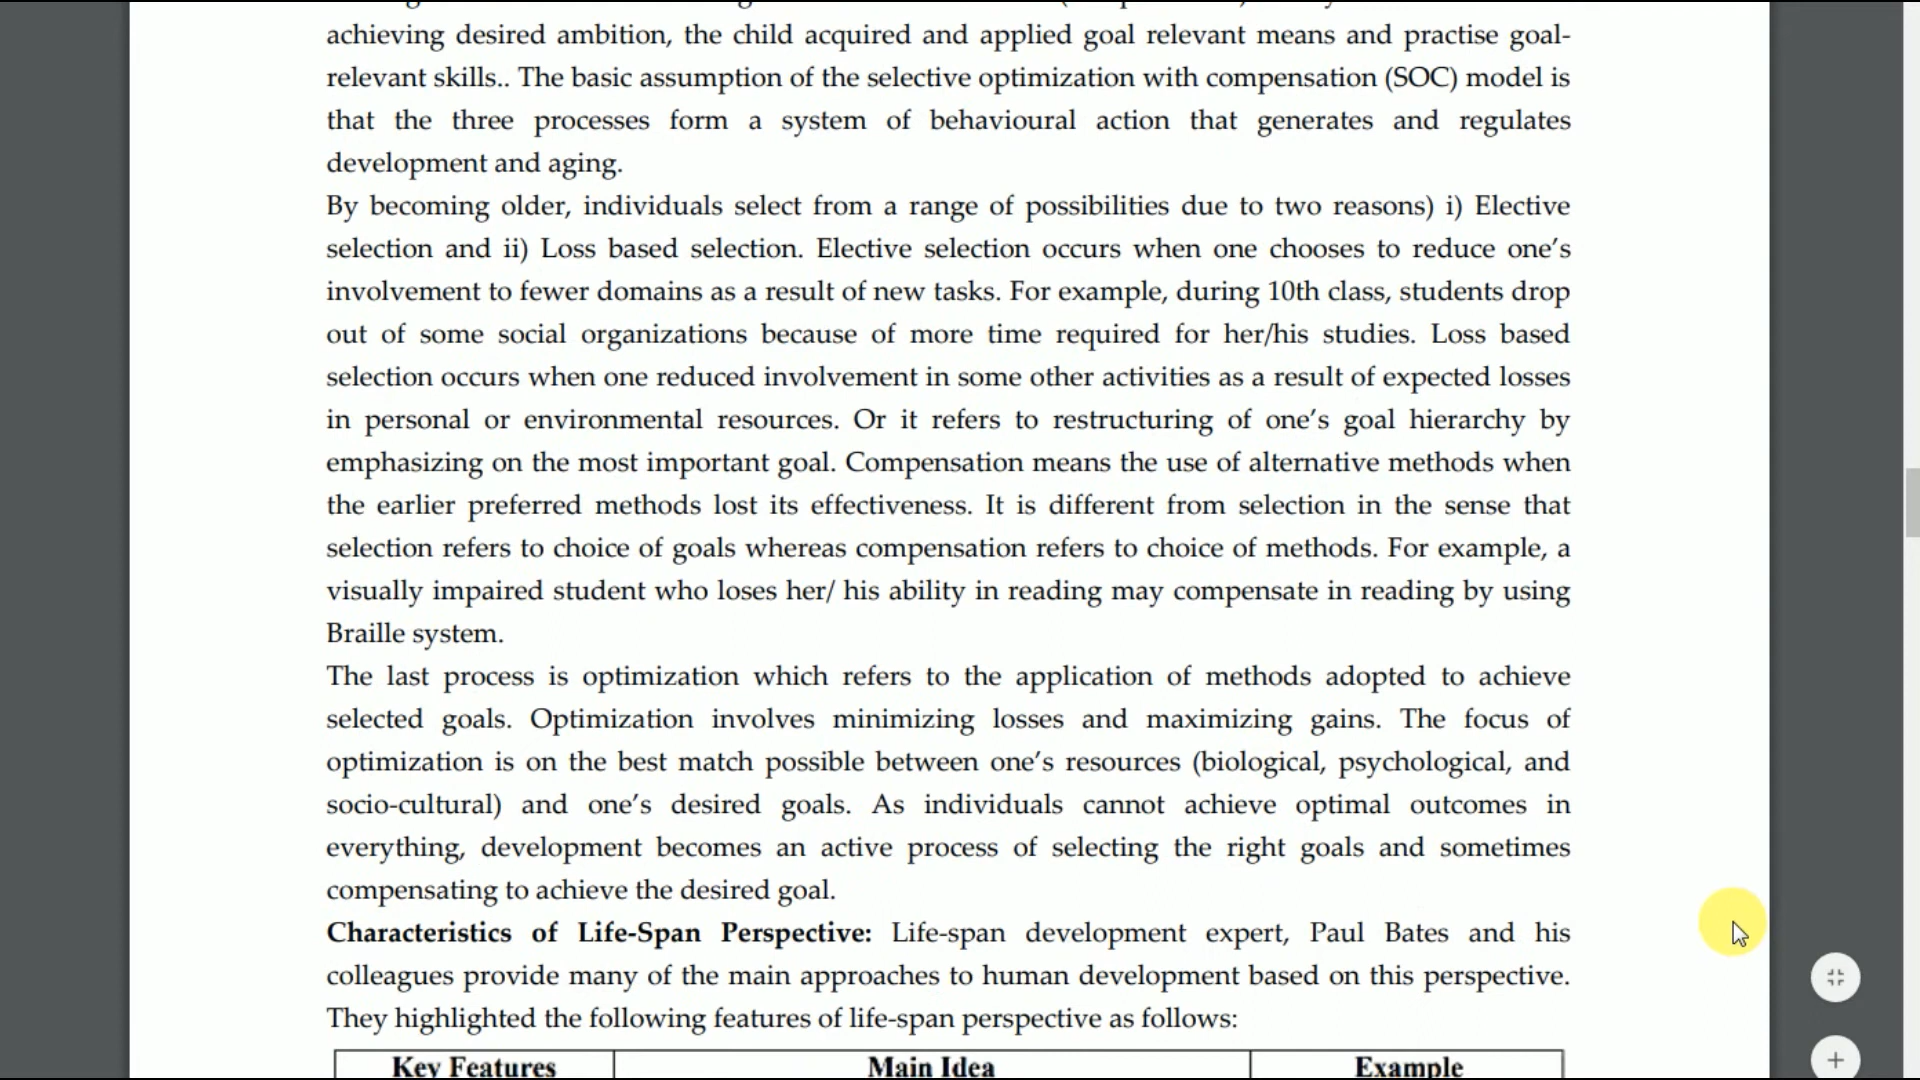 achieving desired ambition, the child acquired and applied goal relevant means and practise goal-
relevant skills.. The basic assumption of the selective optimization with compensation (SOC) model is
that the three processes form a system of behavioural action that generates and regulates
development and aging.
By becoming older, individuals select from a range of possibilities due to two reasons) i) Elective
selection and ii) Loss based selection. Elective selection occurs when one chooses to reduce one’s
involvement to fewer domains as a result of new tasks. For example, during 10th class, students drop
out of some social organizations because of more time required for her/his studies. Loss based
selection occurs when one reduced involvement in some other activities as a result of expected losses
in personal or environmental resources. Or it refers to restructuring of one’s goal hierarchy by
emphasizing on the most important goal. Compensation means the use of alternative methods when
the earlier preferred methods lost its effectiveness. It is different from selection in the sense that
selection refers to choice of goals whereas compensation refers to choice of methods. For example, a
visually impaired student who loses her/ his ability in reading may compensate in reading by using
Braille system.
The last process is optimization which refers to the application of methods adopted to achieve
selected goals. Optimization involves minimizing losses and maximizing gains. The focus of
optimization is on the best match possible between one’s resources (biological, psychological, and
socio-cultural) and one’s desired goals. As individuals cannot achieve optimal outcomes in
everything, development becomes an active process of selecting the right goals and sometimes
compensating to achieve the desired goal.
Characteristics of Life-Span Perspective: Life-span development expert, Paul Bates and his
colleagues provide many of the main approaches to human development based on this perspective.
They highlighted the following features of life-span perspective as follows:
Key Features Main Idea Example